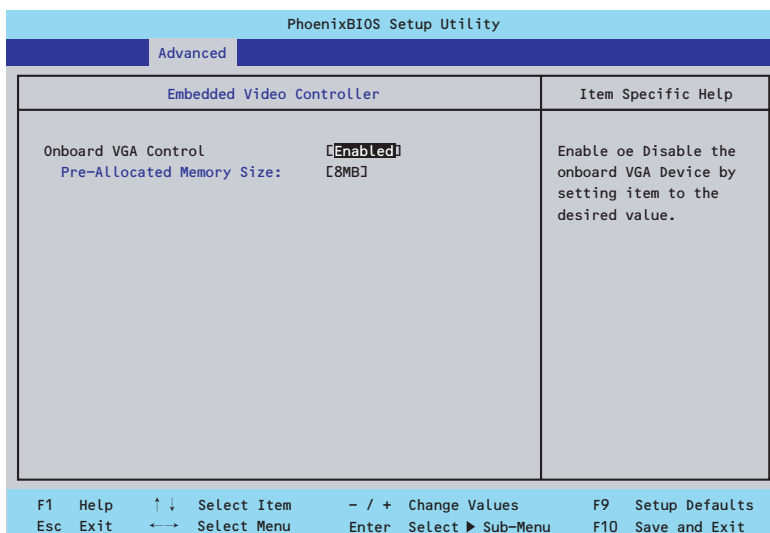 PhoenixBIOS Setup Utility
Advanced
Embedded Video Controller
Item Specific Help
Onboard VGA Control [Enabled]
Pre-Allocated Memory Size: [8MB]
Enable oe Disable the
onboard VGA Device by
setting item to the
desired value.
F1 Help ↑↓ Select Item - / + Change Values F9 Setup Defaults
Esc Exit ←→ Select Menu Enter Select ▶ Sub-Menu F10 Save and Exit